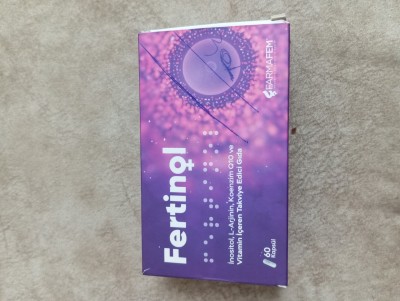 FARMAFEM
Fertinol
İnositol, L-Arjinin, Koenzim Q10 ve
Vitamin İçeren Takviye Edici Gıda
60
Kapsül